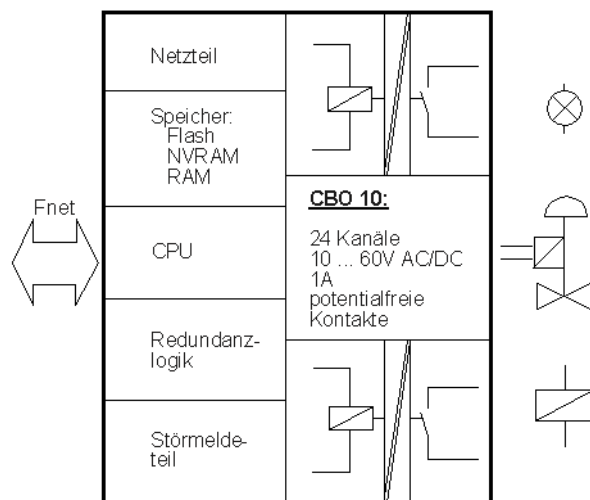 Netzteil
Speicher:
Flash
NVRAM
RAM
Fnet
CPU
Redundanz-
logik
Störmelde-
teil
CBO 10:
24 Kanäle
10 ... 60V AC/DC
1A
potentialfreie
Kontakte